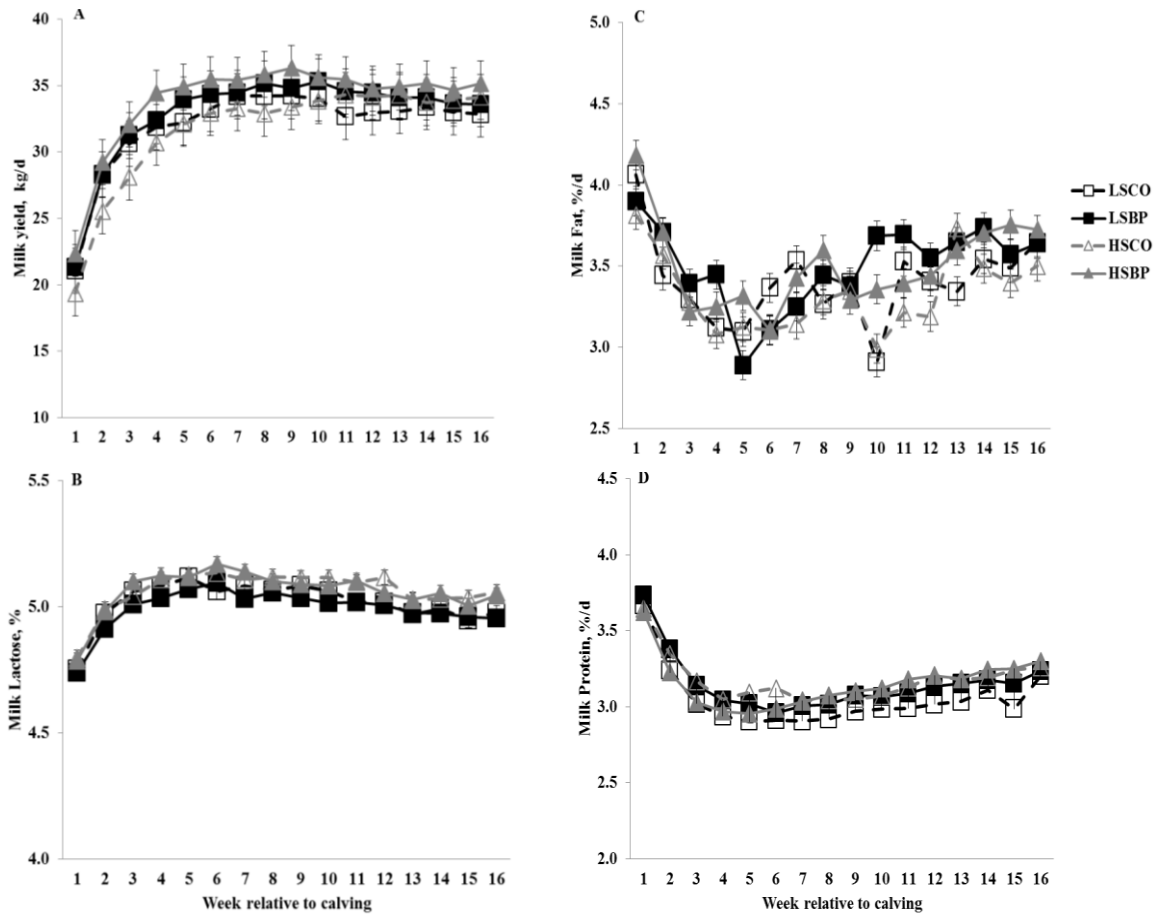 A
Milk yield, kg/d
40
35
30
25
20
15
10
1 2 3 4 5 6 7 8 9 10 11 12 13 14 15 16
C
Milk Fat, %/d
5.0
4.5
4.0
3.5
3.0
2.5
1 2 3 4 5 6 7 8 9 10 11 12 13 14 15 16
LSCO
LSBP
HSCO
HSBP
B
Milk Lactose, %
5.5
5.0
4.5
4.0
1 2 3 4 5 6 7 8 9 10 11 12 13 14 15 16
Week relative to calving
D
Milk Protein, %/d
4.5
4.0
3.5
3.0
2.5
2.0
1 2 3 4 5 6 7 8 9 10 11 12 13 14 15 16
Week relative to calving